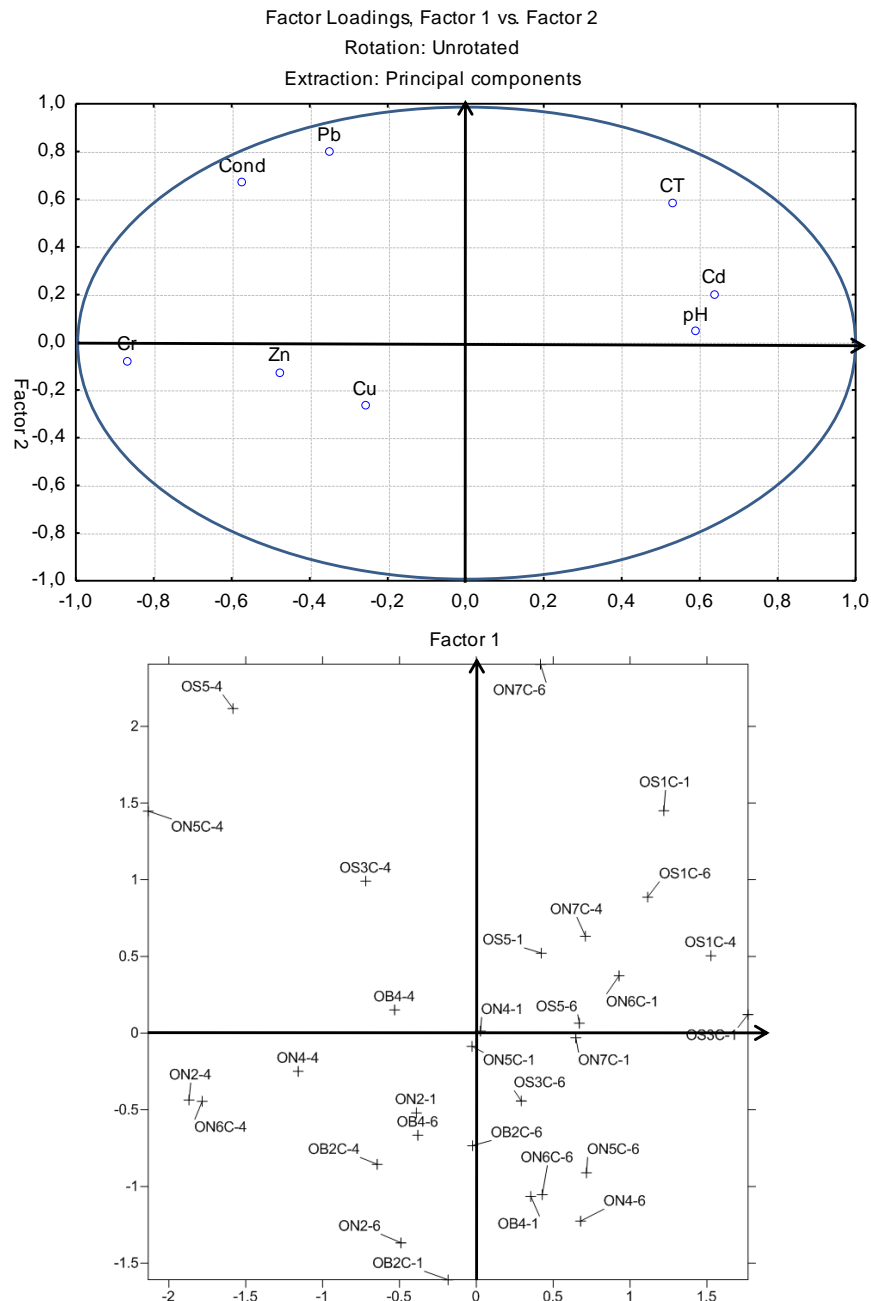 Factor Loadings, Factor 1 vs. Factor 2
Rotation: Unrotated
Extraction: Principal components
1,0
Pb
0,8
Cond
CT
0,6
0,4
Cd
0,2
pH
0,0
Cr
Zn
Cu
-0,2
Factor 2
-0,4
-0,6
-0,8
-1,0
-1,0 -0,8 -0,6 -0,4 -0,2 0,0 0,2 0,4 0,6 0,8 1,0
Factor 1
OS5-4
ON7C-6
2
OS1C-1
1.5
ON5C-4
OS3C-4
OS1C-6
1
ON7C-4
OS5-1
OS1C-4
0.5
ON6C-1
OB4-4
ON4-1
OS5-6
0
OS3C-1
ON4-4
ON5C-1
ON7C-1
ON2-4
OS3C-6
ON2-1
-0.5
ON6C-4
OB4-6
OB2C-6
OB2C-4
ON6C-6
ON5C-6
-1
OB4-1
ON4-6
ON2-6
OB2C-1
-1.5
-2 -1.5 -1 -0.5 0 0.5 1 1.5